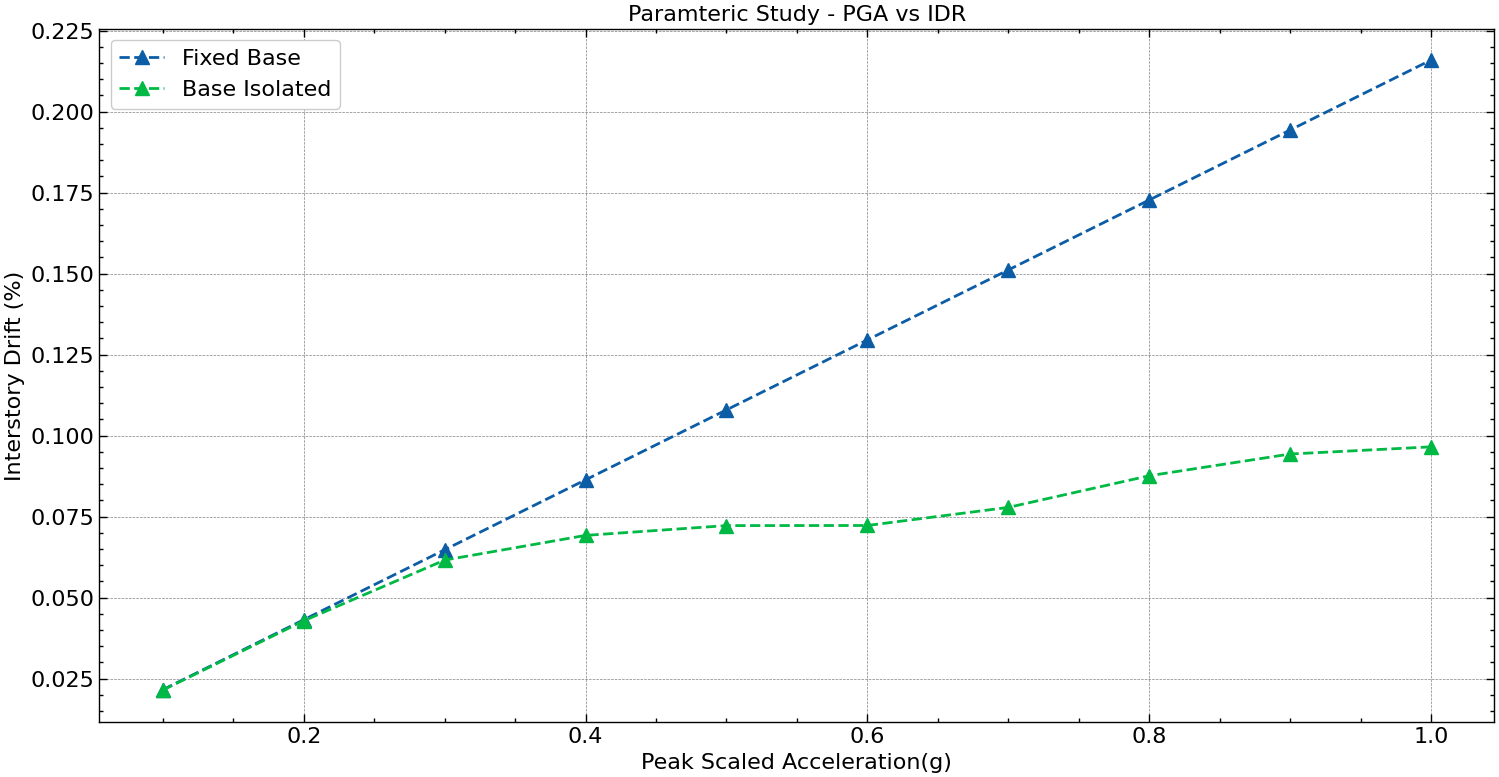 Paramteric Study - PGA vs IDR
Fixed Base
Base Isolated
Interstory Drift (%)
0.225
0.200
0.175
0.150
0.125
0.100
0.075
0.050
0.025
0.2
0.4
0.6
0.8
1.0
Peak Scaled Acceleration(g)